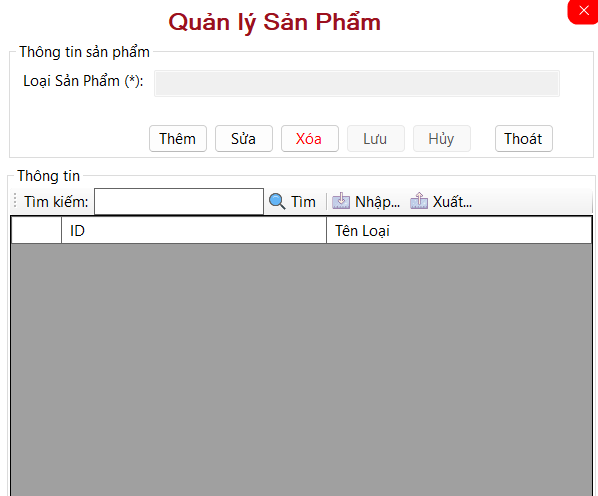 Quản lý Sản Phẩm
Thông tin sản phẩm
Loại Sản Phẩm (*):
Thêm Sửa Xóa Lưu Hủy Thoát
Thông tin
Tìm kiếm: Tìm Nhập... Xuất...
ID Tên Loại